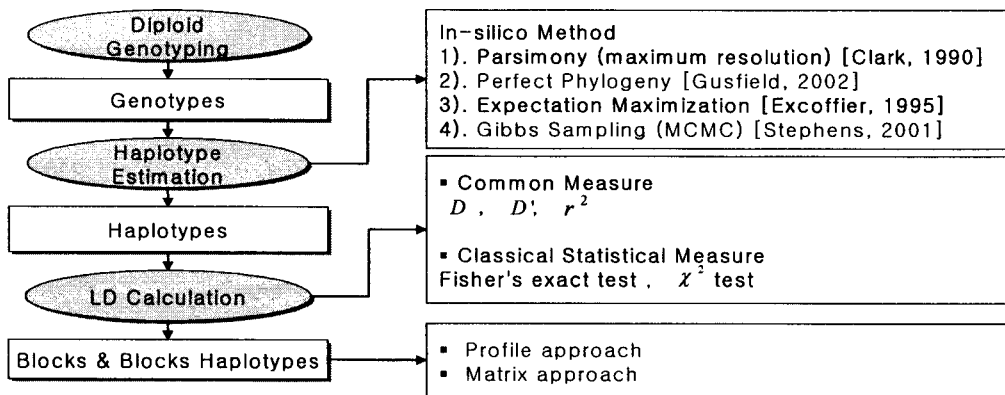 Diploid
Genotyping
Genotypes
Haplotype
Estimation
Haplotypes
LD Calculation
Blocks & Blocks Haplotypes
In-silico Method
1). Parsimony (maximum resolution) [Clark, 1990]
2). Perfect Phylogeny [Gusfield, 2002]
3). Expectation Maximization [Excoffier, 1995]
4). Gibbs Sampling (MCMC) [Stephens, 2001]
▪ Common Measure
D , D', r²
▪ Classical Statistical Measure
Fisher's exact test , χ² test
▪ Profile approach
▪ Matrix approach